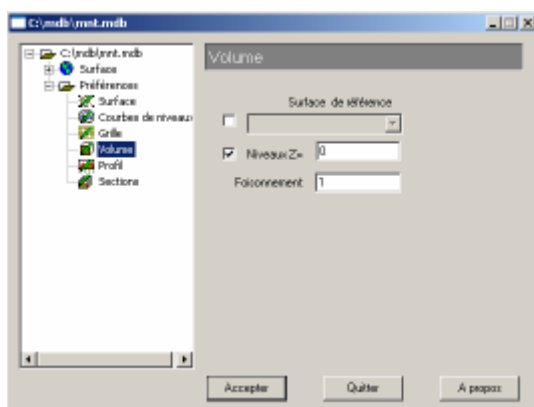 C:\mdb\mnt.mdb
C:\mdb\mnt.mdb
Surface
Préférences
Surface
Courbes de niveaux
Grille
Volume
Profil
Sections
Volume
Surface de référence
Niveaux Z=
0
Foisonnement
1
Accepter
Quitter
A propos